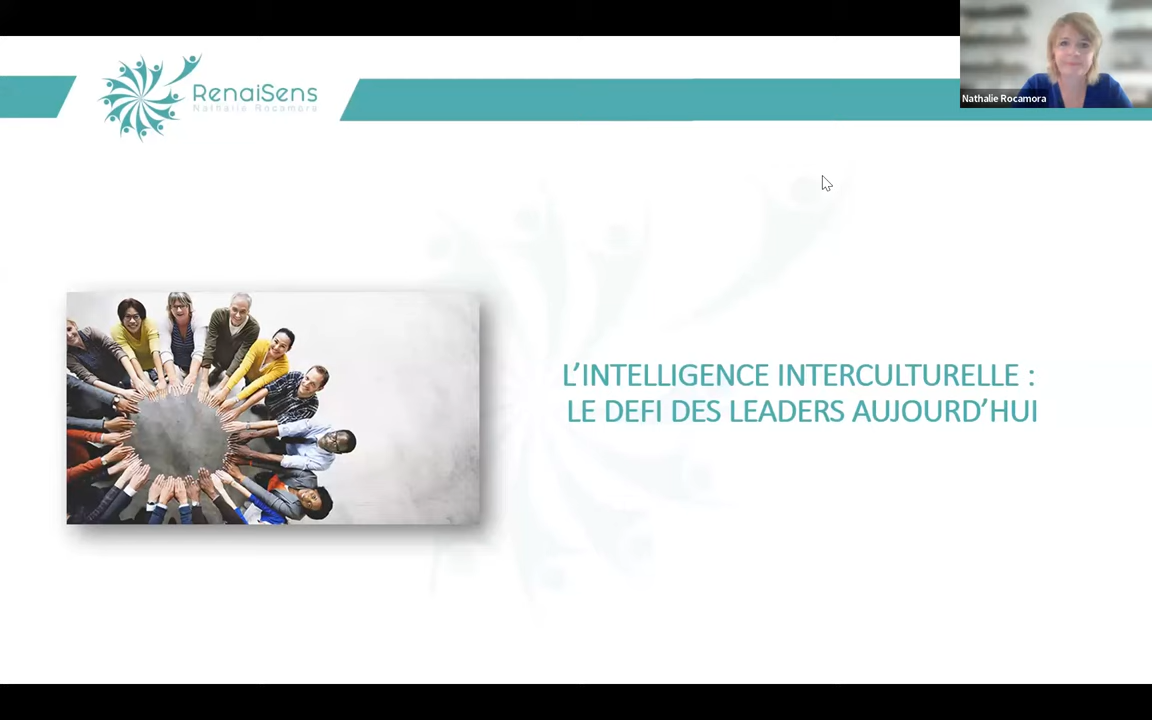 RenaiSens
Nathalie Rocamora
Nathalie Rocamora
L’INTELLIGENCE INTERCULTURELLE :
LE DEFI DES LEADERS AUJOURD’HUI